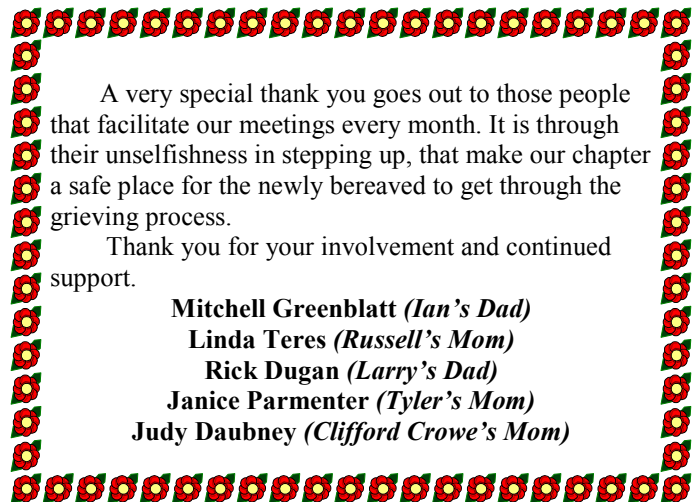 A very special thank you goes out to those people
that facilitate our meetings every month. It is through
their unselfishness in stepping up, that make our chapter
a safe place for the newly bereaved to get through the
grieving process.
Thank you for your involvement and continued
support.
Mitchell Greenblatt (Ian's Dad)
Linda Teres (Russell's Mom)
Rick Dugan (Larry's Dad)
Janice Parmenter (Tyler's Mom)
Judy Daubney (Clifford Crowe's Mom)